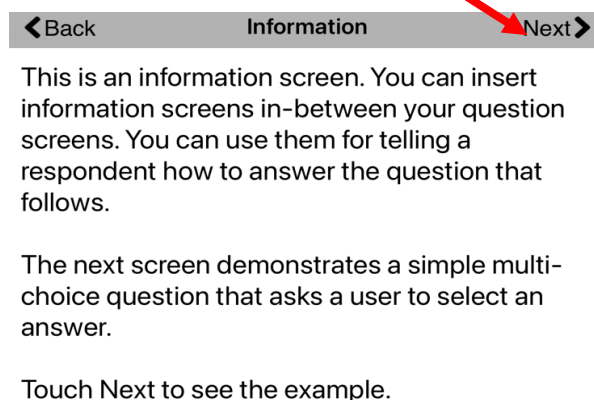 Back Information Next
This is an information screen. You can insert
information screens in-between your question
screens. You can use them for telling a
respondent how to answer the question that
follows.
The next screen demonstrates a simple multi-
choice question that asks a user to select an
answer.
Touch Next to see the example.